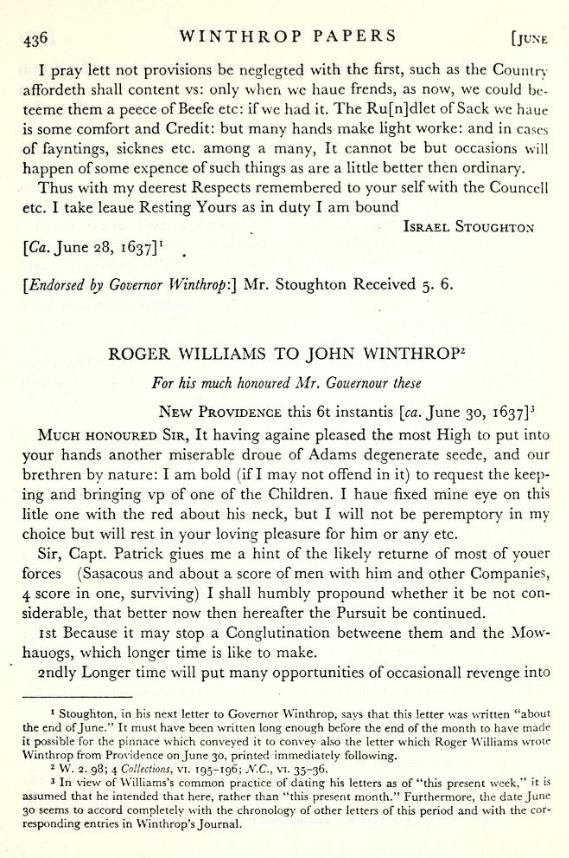 436 WINTHROP PAPERS [JUNE
I pray lett not provisions be neglegted with the first, such as the Country
affordeth shall content vs: only when we haue frends, as now, we could be-
teeme them a peece of Beefe etc: if we had it. The Ru[n]dlet of Sack we haue
is some comfort and Credit: but many hands make light worke: and in cases
of fayntings, sicknes etc. among a many, It cannot be but occasions will
happen of some expence of such things as are a little better then ordinary.
Thus with my deerest Respects remembered to your self with the Councell
etc. I take leaue Resting Yours as in duty I am bound
ISRAEL STOUGHTON
[Ca. June 28, 1637]¹
[Endorsed by Governor Winthrop:] Mr. Stoughton Received 5. 6.
ROGER WILLIAMS TO JOHN WINTHROP²
For his much honoured Mr. Gouernour these
NEW PROVIDENCE this 6t instantis [ca. June 30, 1637]³
MUCH HONOURED SIR, It having againe pleased the most High to put into
your hands another miserable droue of Adams degenerate seede, and our
brethren by nature: I am bold (if I may not offend in it) to request the keep-
ing and bringing vp of one of the Children. I haue fixed mine eye on this
litle one with the red about his neck, but I will not be peremptory in my
choice but will rest in your loving pleasure for him or any etc.
Sir, Capt. Patrick giues me a hint of the likely returne of most of youer
forces (Sasacous and about a score of men with him and other Companies,
4 score in one, surviving) I shall humbly propound whether it be not con-
siderable, that better now then hereafter the Pursuit be continued.
1st Because it may stop a Conglutination betweene them and the Mow-
hauogs, which longer time is like to make.
2ndly Longer time will put many opportunities of occasionall revenge into
¹ Stoughton, in his next letter to Governor Winthrop, says that this letter was written "about
the end of June." It must have been written long enough before the end of the month to have made
it possible for the pinnace which conveyed it to convey also the letter which Roger Williams wrote
Winthrop from Providence on June 30, printed immediately following.
² W. 2. 98; 4 Collections, VI. 195-196; N.C., VI. 35-36.
³ In view of Williams's common practice of dating his letters as of "this present week," it is
assumed that he intended that here, rather than "this present month." Furthermore, the date June
30 seems to accord completely with the chronology of other letters of this period and with the cor-
responding entries in Winthrop's Journal.